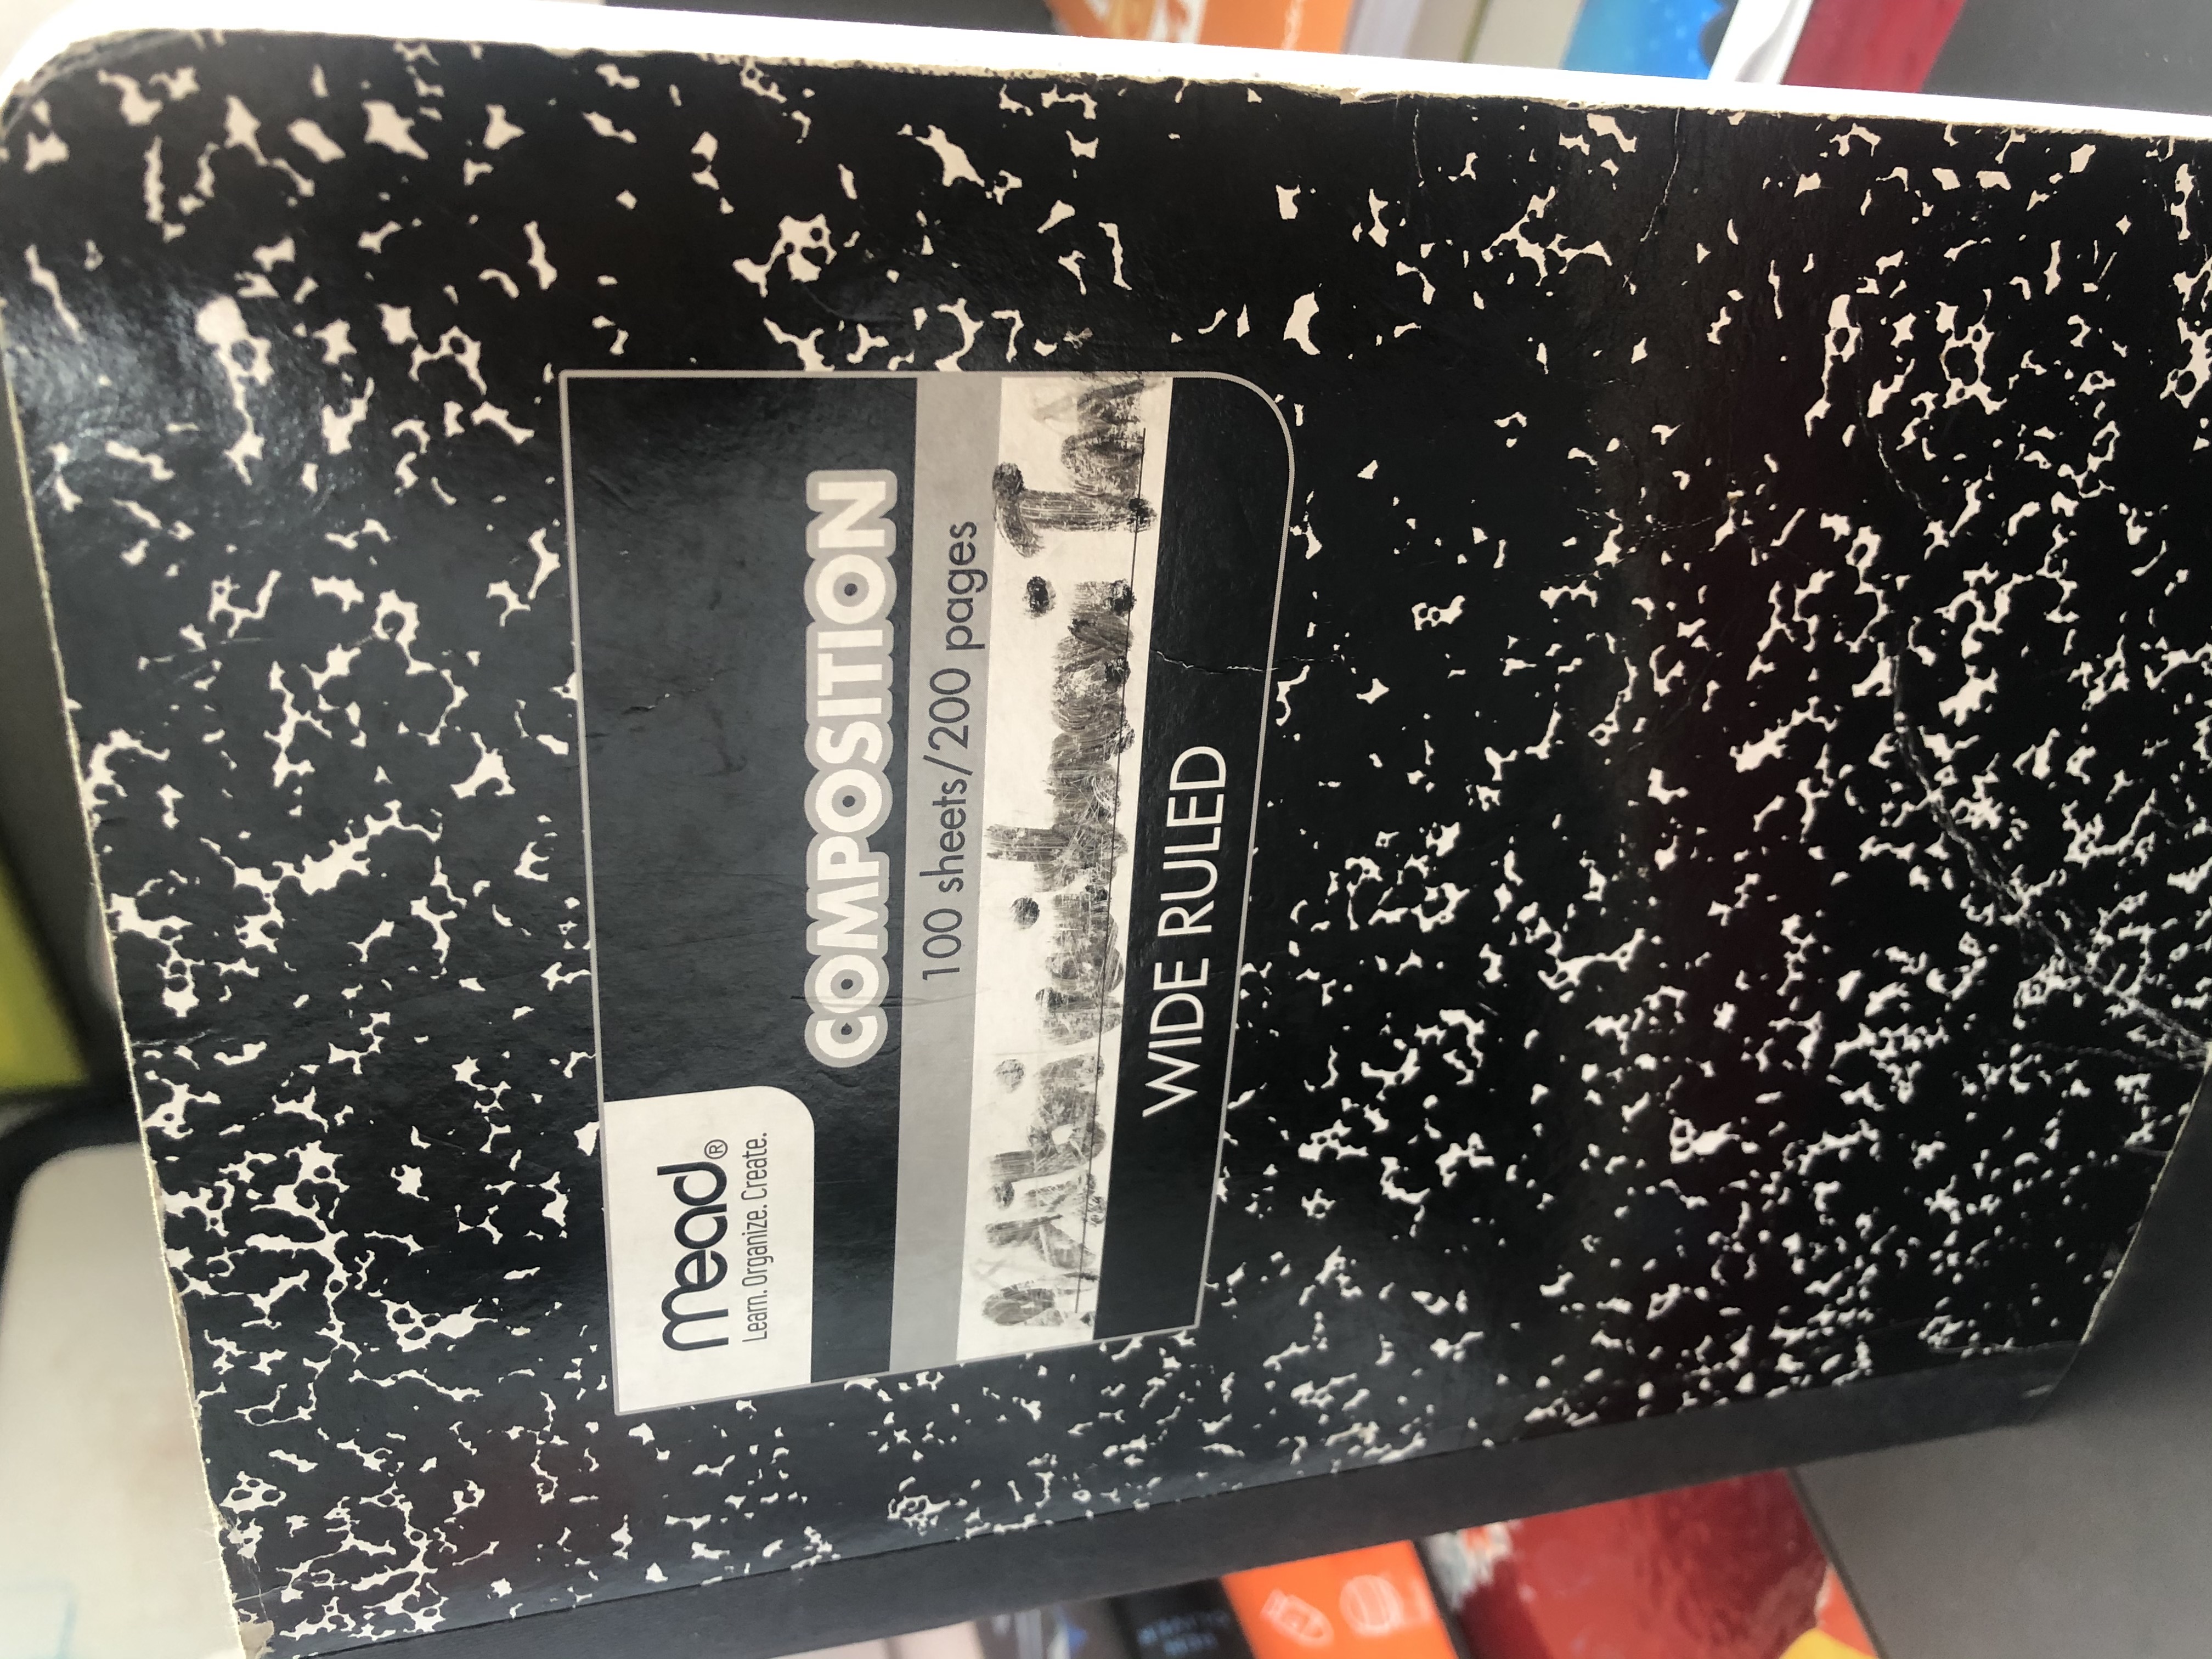 mead®
Learn. Organize. Create.
COMPOSITION
100 sheets/200 pages
WIDE RULED